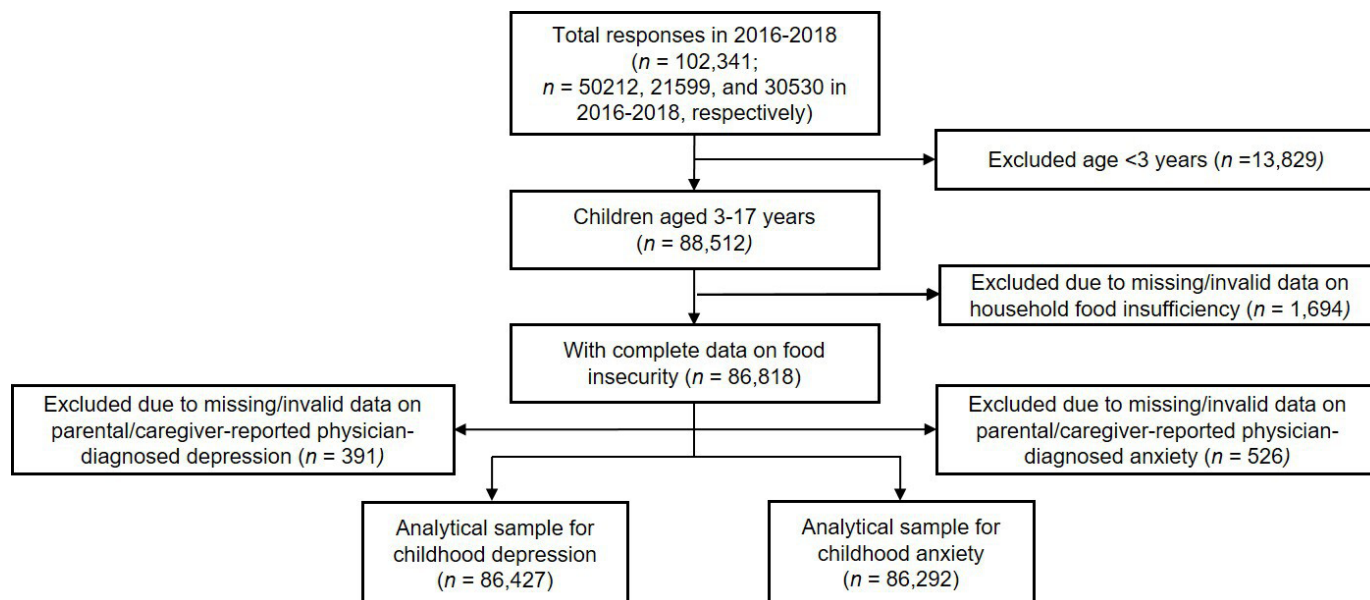 Total responses in 2016-2018
(n = 102,341;
n = 50212, 21599, and 30530 in
2016-2018, respectively)
Excluded age <3 years (n =13,829)
Children aged 3-17 years
(n = 88,512)
Excluded due to missing/invalid data on
household food insufficiency (n = 1,694)
With complete data on food
insecurity (n = 86,818)
Excluded due to missing/invalid data on
parental/caregiver-reported physician-
diagnosed depression (n = 391)
Excluded due to missing/invalid data on
parental/caregiver-reported physician-
diagnosed anxiety (n = 526)
Analytical sample for
childhood depression
(n = 86,427)
Analytical sample for
childhood anxiety
(n = 86,292)